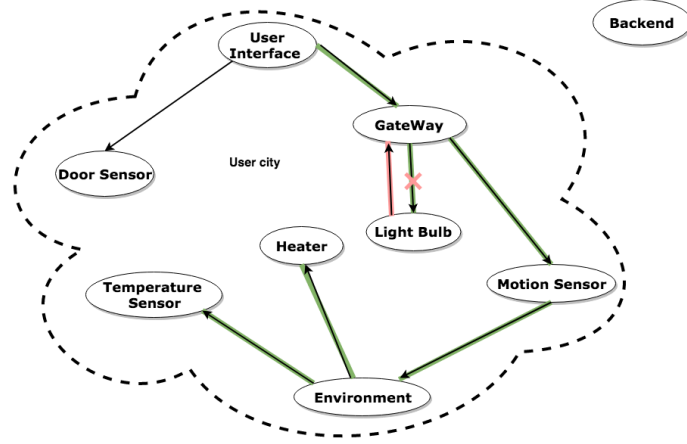 Backend
User
Interface
GateWay
Door Sensor
User city
Light Bulb
Heater
Temperature
Sensor
Motion Sensor
Environment